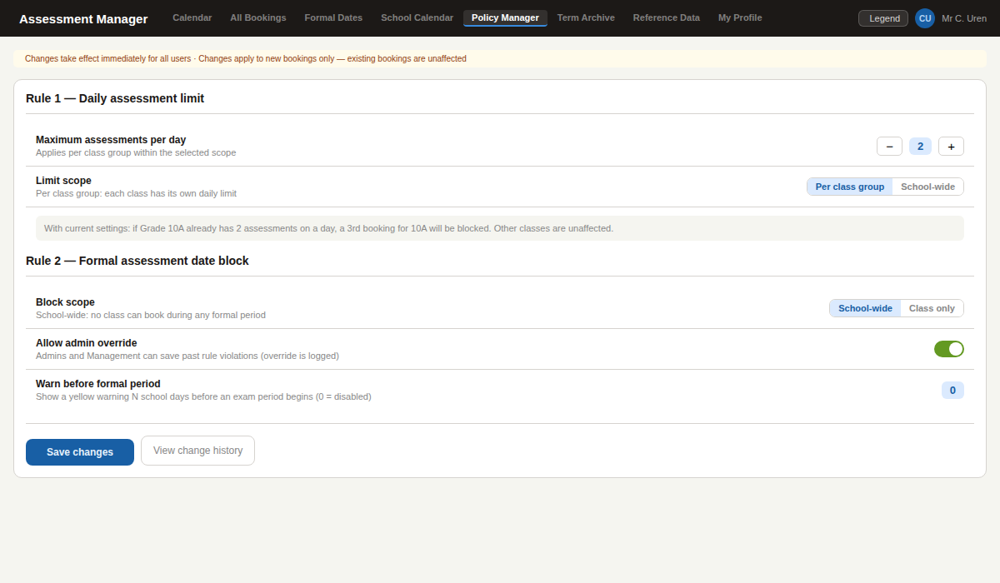 Assessment Manager
Calendar
All Bookings
Formal Dates
School Calendar
Policy Manager
Term Archive
Reference Data
My Profile
Legend
CU
Mr C. Uren
Changes take effect immediately for all users · Changes apply to new bookings only — existing bookings are unaffected
Rule 1 — Daily assessment limit
Maximum assessments per day
Applies per class group within the selected scope
− 2 +
Limit scope
Per class group: each class has its own daily limit
Per class group
School-wide
With current settings: if Grade 10A already has 2 assessments on a day, a 3rd booking for 10A will be blocked. Other classes are unaffected.
Rule 2 — Formal assessment date block
Block scope
School-wide: no class can book during any formal period
School-wide
Class only
Allow admin override
Admins and Management can save past rule violations (override is logged)
Warn before formal period
Show a yellow warning N school days before an exam period begins (0 = disabled)
0
Save changes
View change history